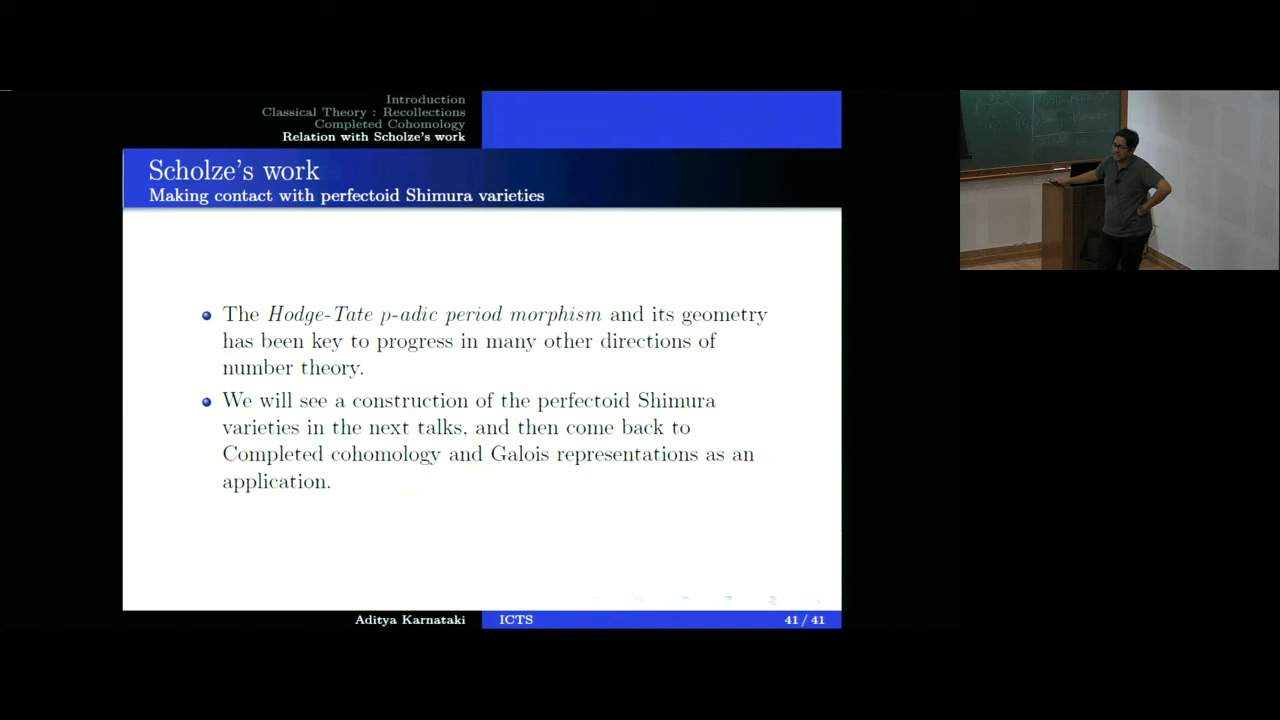 Introduction
Classical Theory : Recollections
Completed Cohomology
Relation with Scholze's work
Scholze's work
Making contact with perfectoid Shimura varieties
The Hodge-Tate p-adic period morphism and its geometry
has been key to progress in many other directions of
number theory.
We will see a construction of the perfectoid Shimura
varieties in the next talks, and then come back to
Completed cohomology and Galois representations as an
application.
Aditya Karnataki
ICTS
41 / 41